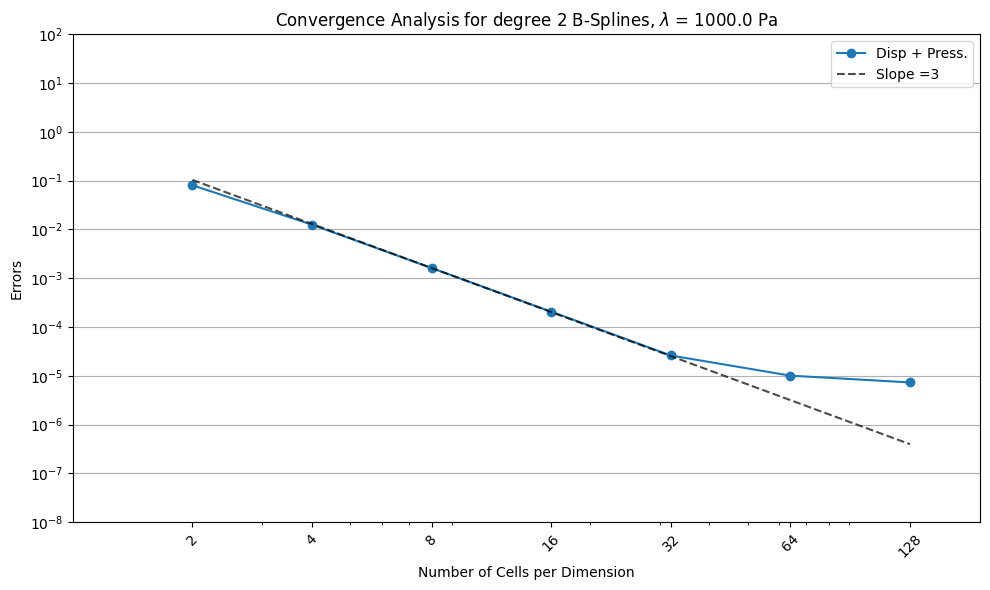 Convergence Analysis for degree 2 B-Splines, λ = 1000.0 Pa
Disp + Press.
Slope =3
Errors
10²
10¹
10⁰
10⁻¹
10⁻²
10⁻³
10⁻⁴
10⁻⁵
10⁻⁶
10⁻⁷
10⁻⁸
2 4 8 16 32 64 128
Number of Cells per Dimension